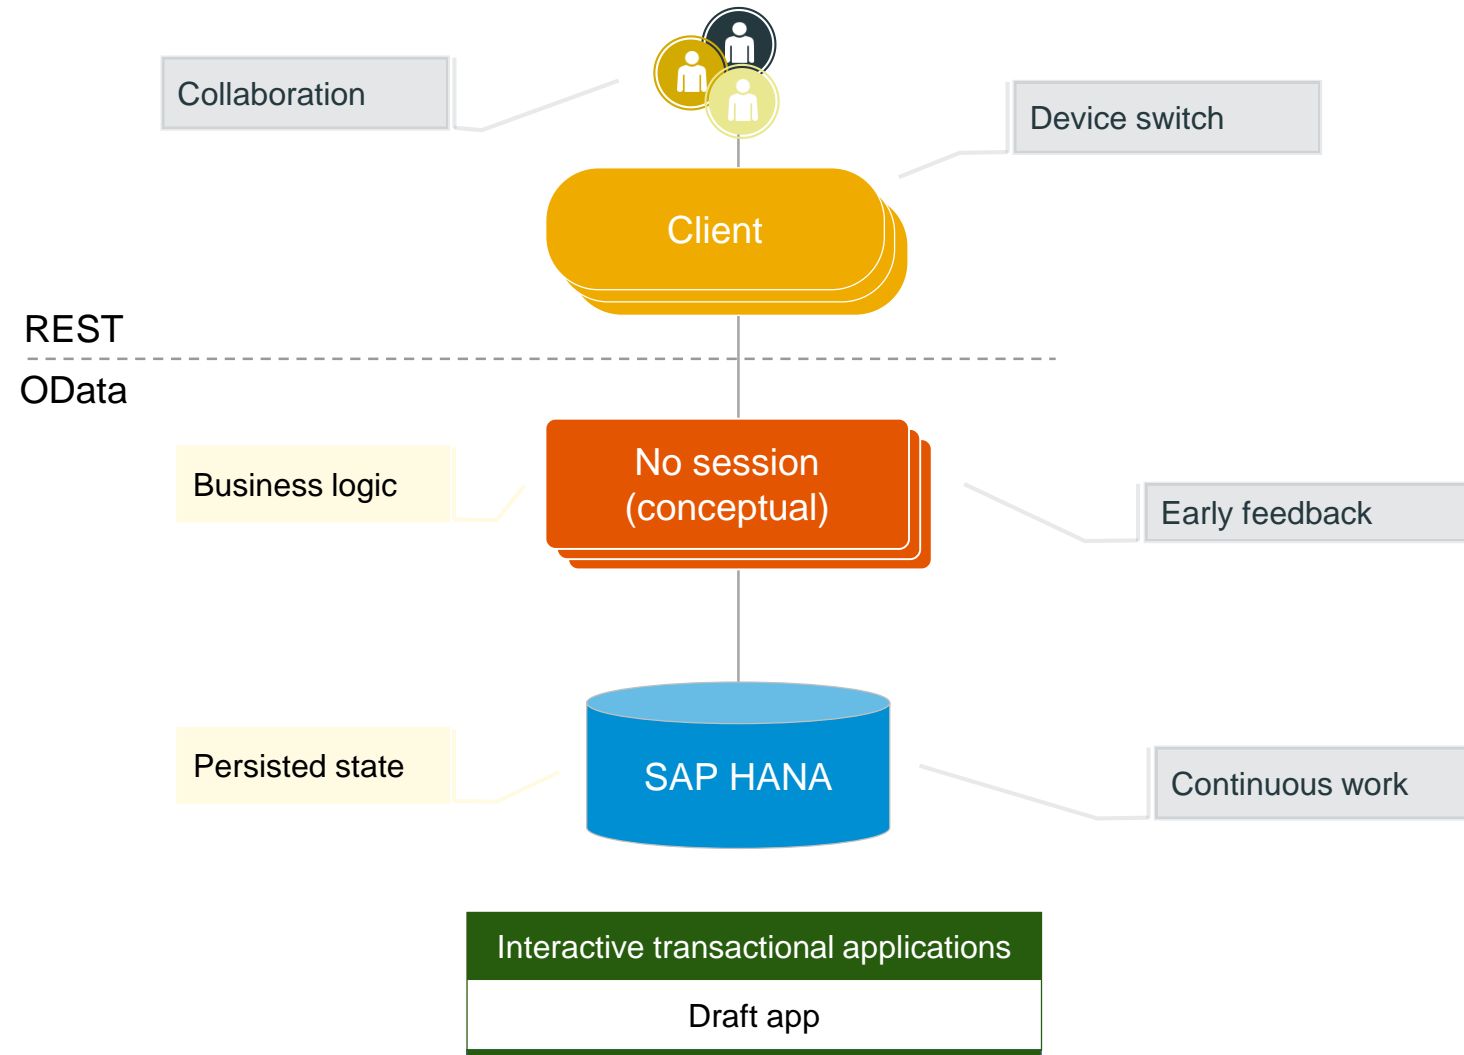 Collaboration
Device switch
Client
REST
OData
No session
(conceptual)
Business logic
Early feedback
Persisted state
SAP HANA
Continuous work
Interactive transactional applications
Draft app